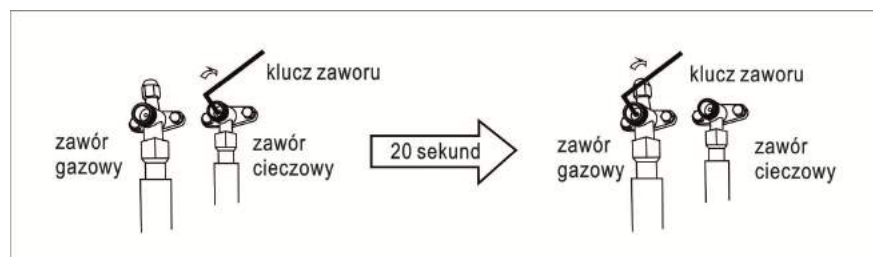 klucz zaworu
zawór
gazowy
zawór
cieczowy
20 sekund
klucz zaworu
zawór
gazowy
zawór
cieczowy